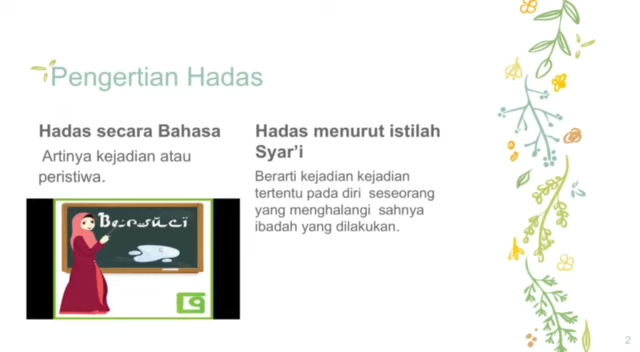 Pengertian Hadas
Hadas secara Bahasa
Artinya kejadian atau
peristiwa.
Bersuci
Hadas menurut istilah
Syar’i
Berarti kejadian kejadian
tertentu pada diri seseorang
yang menghalangi sahnya
ibadah yang dilakukan.
2